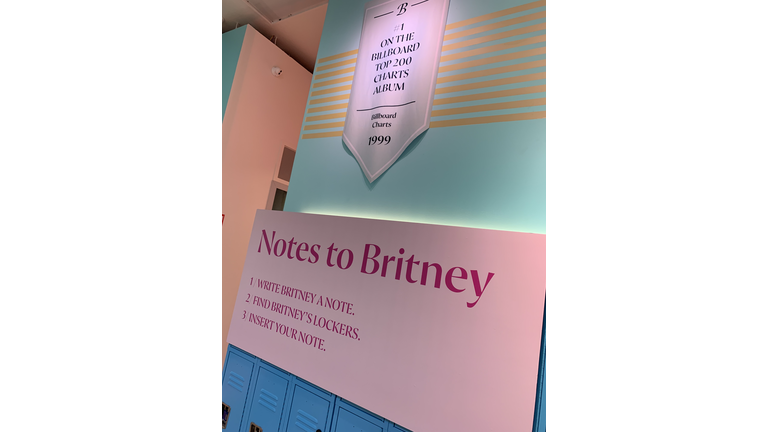 B
#1
ON THE
BILLBOARD
TOP 200
CHARTS
ALBUM
Billboard
Charts
1999
Notes to Britney
1 WRITE BRITNEY A NOTE.
2 FIND BRITNEY'S LOCKERS.
3 INSERT YOUR NOTE.